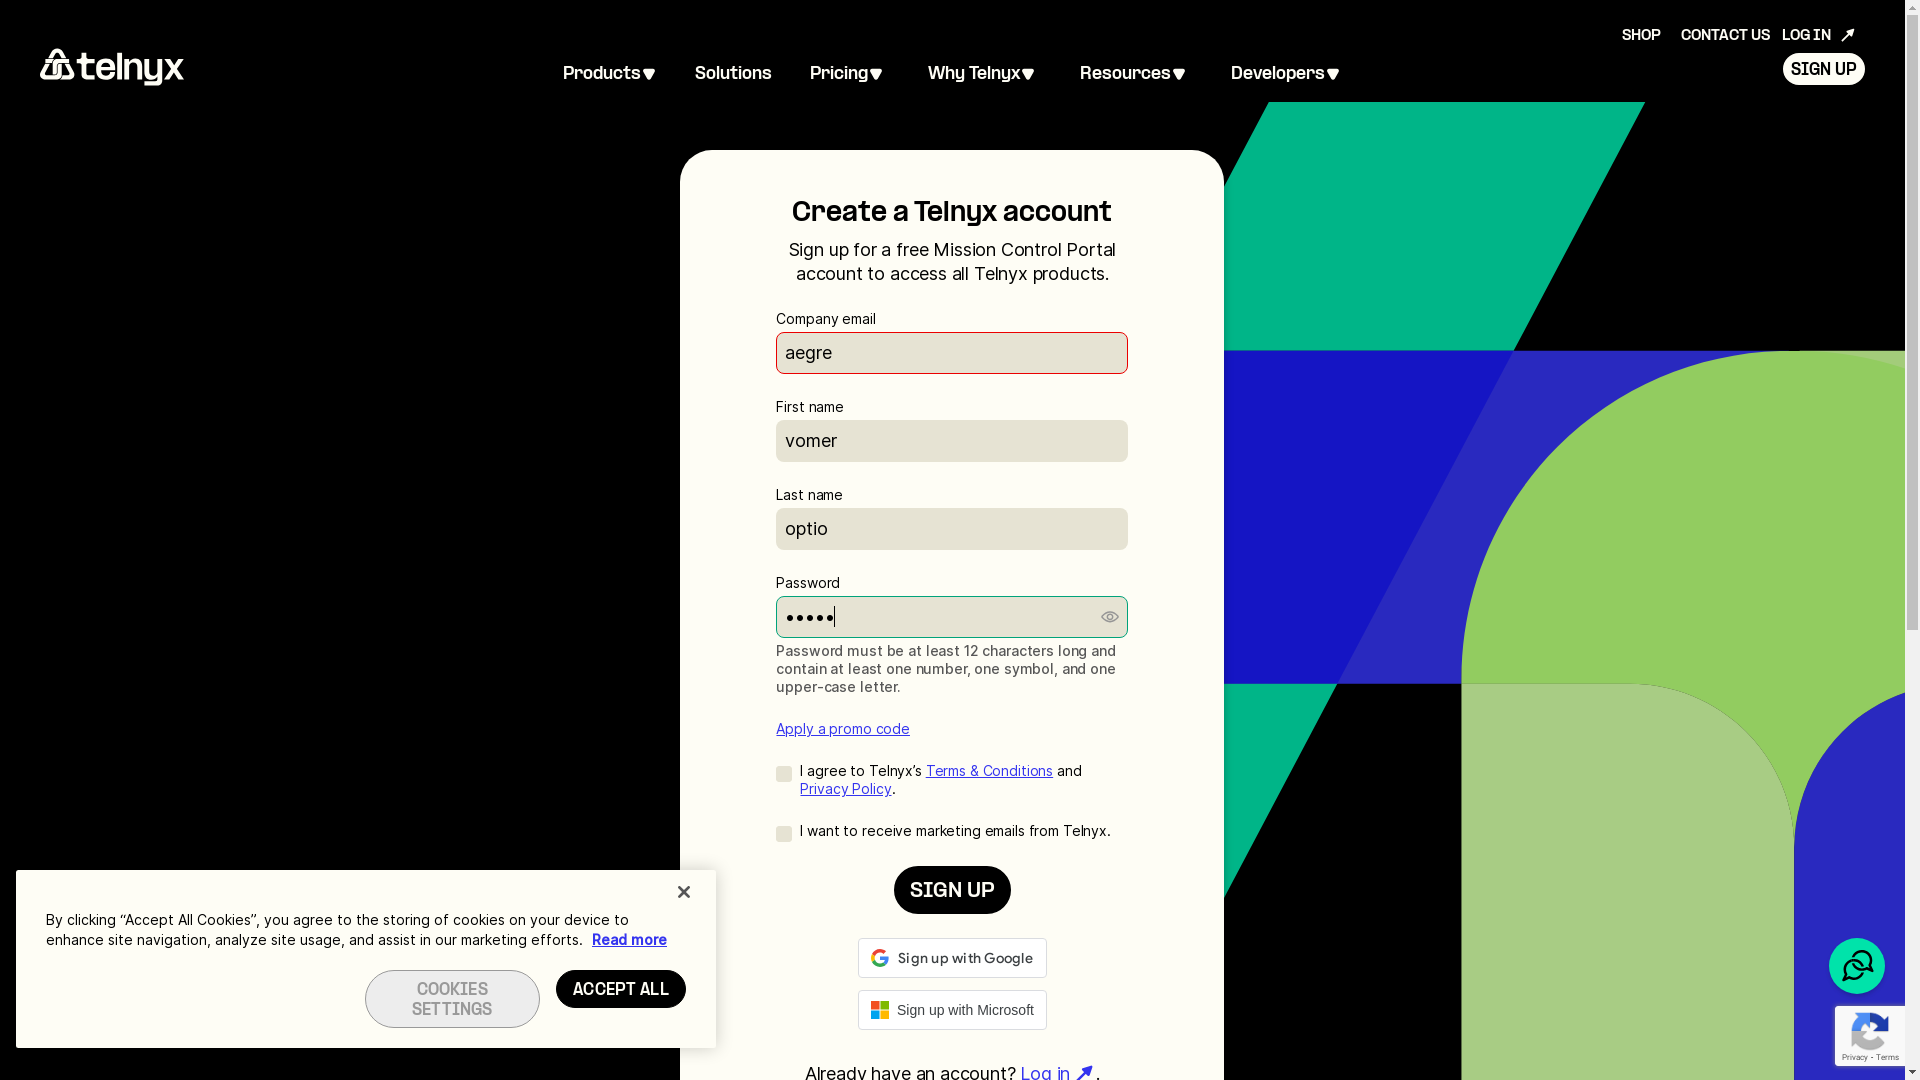 SHOP CONTACT US LOG IN
telnyx
Products Solutions Pricing Why Telnyx Resources Developers
SIGN UP
Create a Telnyx account
Sign up for a free Mission Control Portal
account to access all Telnyx products.
Company email
aegre
First name
vomer
Last name
optio
Password
•••••
Password must be at least 12 characters long and
contain at least one number, one symbol, and one
upper-case letter.
Apply a promo code
I agree to Telnyx’s Terms & Conditions and
Privacy Policy.
I want to receive marketing emails from Telnyx.
SIGN UP
Sign up with Google
Sign up with Microsoft
Already have an account? Log in .
By clicking “Accept All Cookies”, you agree to the storing of cookies on your device to
enhance site navigation, analyze site usage, and assist in our marketing efforts. Read more
COOKIES
SETTINGS
ACCEPT ALL
Privacy - Terms